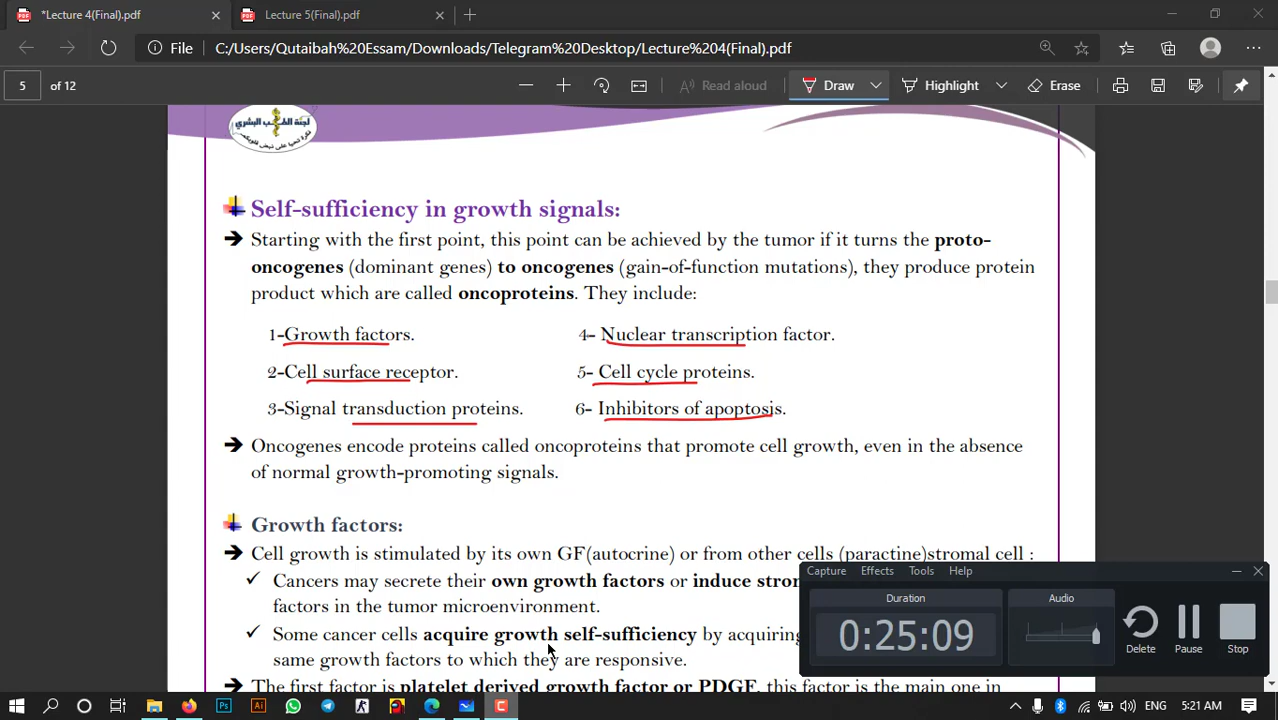 *Lecture 4(Final).pdf
Lecture 5(Final).pdf
File
C:/Users/Qutaibah%20Essam/Downloads/Telegram%20Desktop/Lecture%204(Final).pdf
5 of 12
Read aloud
Draw
Highlight
Erase
Self-sufficiency in growth signals:
Starting with the first point, this point can be achieved by the tumor if it turns the proto-
oncogenes (dominant genes) to oncogenes (gain-of-function mutations), they produce protein
product which are called oncoproteins. They include:
1-Growth factors.
4- Nuclear transcription factor.
2-Cell surface receptor.
5- Cell cycle proteins.
3-Signal transduction proteins.
6- Inhibitors of apoptosis.
Oncogenes encode proteins called oncoproteins that promote cell growth, even in the absence
of normal growth-promoting signals.
Growth factors:
Cell growth is stimulated by its own GF(autocrine) or from other cells (paractine)stromal cell :
Cancers may secrete their own growth factors or induce stro
factors in the tumor microenvironment.
Some cancer cells acquire growth self-sufficiency by acquiring
same growth factors to which they are responsive.
The first factor is platelet derived growth factor or PDGF, this factor is the main one in
Capture Effects Tools Help
Duration
Audio
0:25:09
Delete
Pause
Stop
ENG
5:21 AM